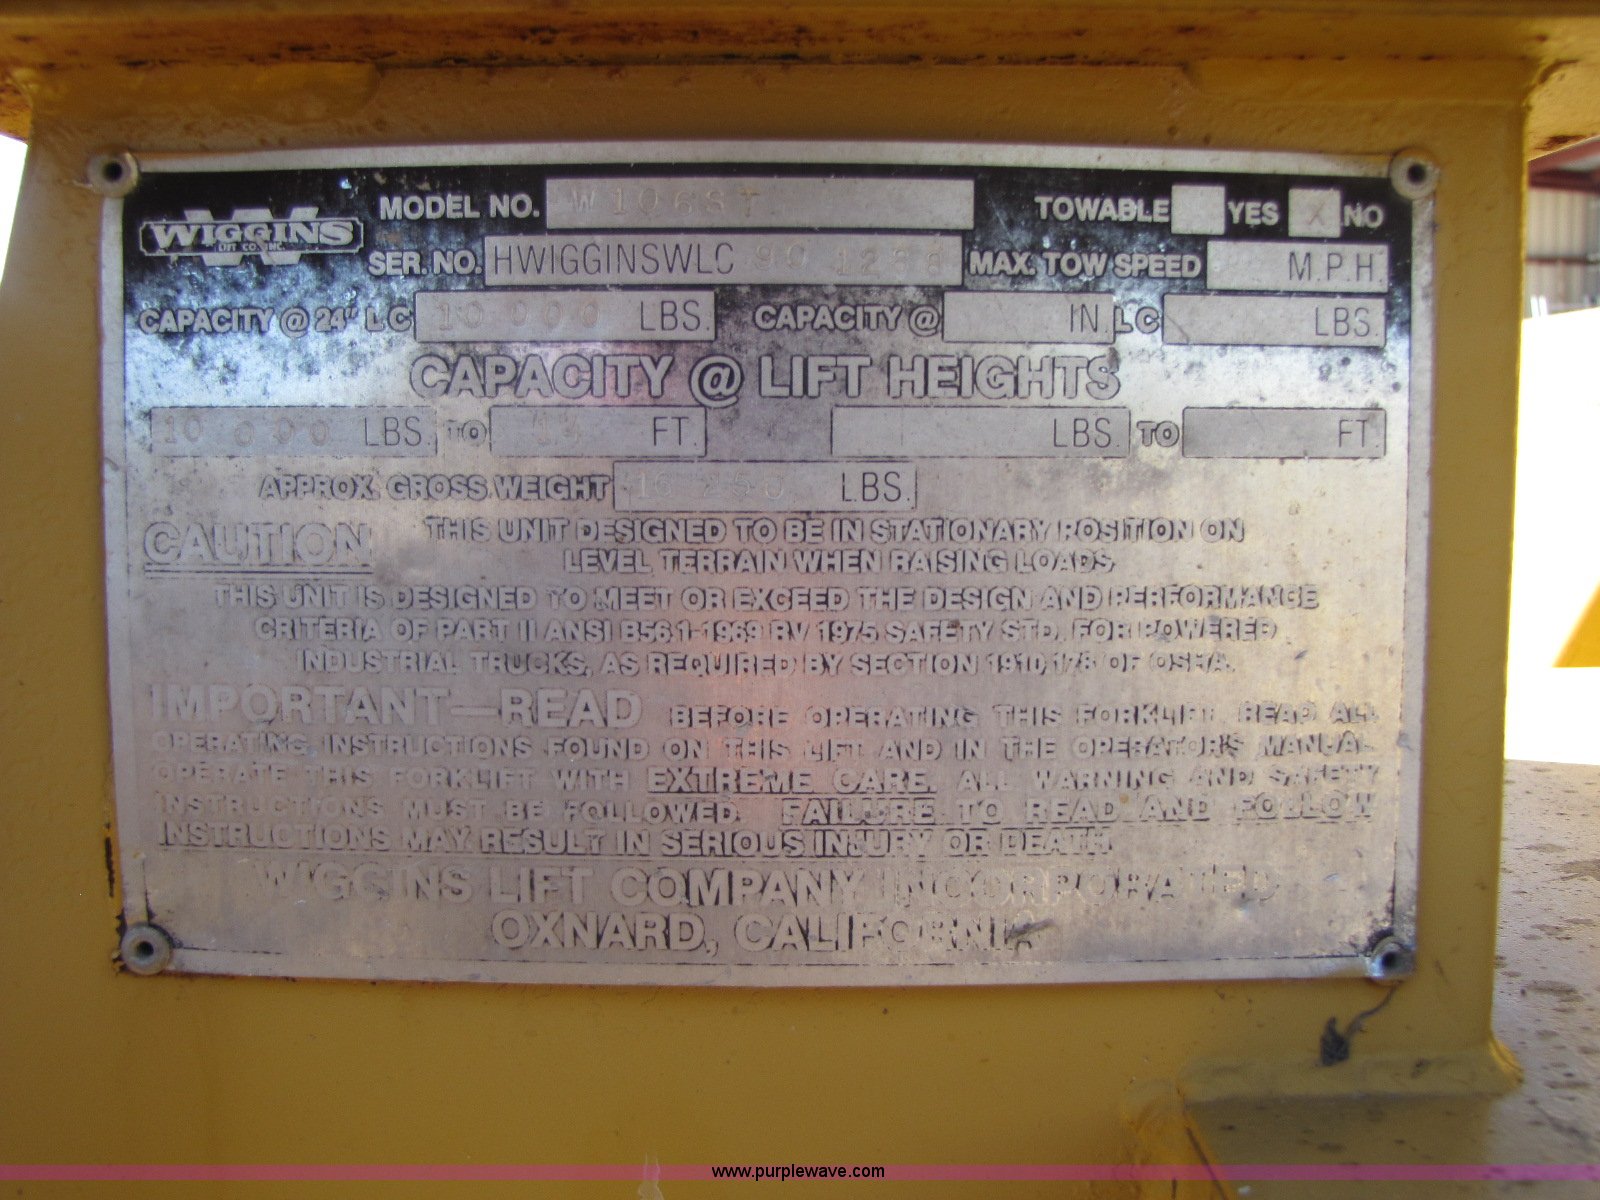 WIGGINS
LIFT CO. INC.
MODEL NO. W106ST TOWABLE YES X NO
SER. NO. HWIGGINSWLC 90 1288 MAX. TOW SPEED M.P.H.
CAPACITY @ 24" LC 10 000 LBS. CAPACITY @ IN. LC LBS.
CAPACITY @ LIFT HEIGHTS
10 000 LBS. TO FT. LBS. TO FT.
APPROX. GROSS WEIGHT LBS.
CAUTION THIS UNIT DESIGNED TO BE IN STATIONARY POSITION ON
LEVEL TERRAIN WHEN RAISING LOADS.
THIS UNIT IS DESIGNED TO MEET OR EXCEED THE DESIGN AND PERFORMANCE
CRITERIA OF PART II ANSI B56.1-1969 RV 1975 SAFETY STD. FOR POWERED
INDUSTRIAL TRUCKS, AS REQUIRED BY SECTION 1910.178 OF OSHA.
IMPORTANT—READ BEFORE OPERATING THIS FORKLIFT. READ ALL
OPERATING INSTRUCTIONS FOUND ON THIS LIFT AND IN THE OPERATOR'S MANUAL.
OPERATE THIS FORKLIFT WITH EXTREME CARE. ALL WARNING AND SAFETY
INSTRUCTIONS MUST BE FOLLOWED. FAILURE TO READ AND FOLLOW
INSTRUCTIONS MAY RESULT IN SERIOUS INJURY OR DEATH.
WIGGINS LIFT COMPANY INCORPORATED
OXNARD, CALIFORNIA
www.purplewave.com